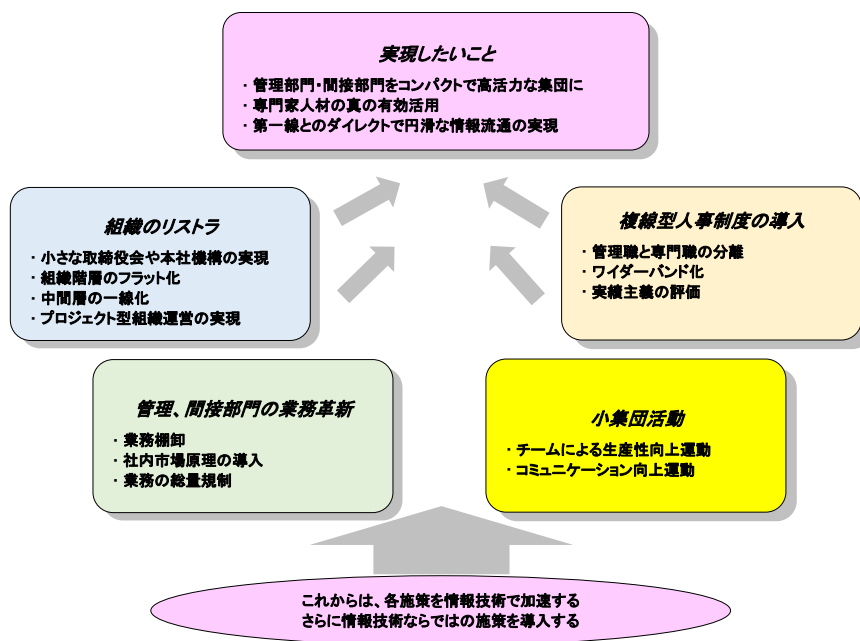 実現したいこと
・管理部門・間接部門をコンパクトで高活力な集団に
・専門家人材の真の有効活用
・第一線とのダイレクトで円滑な情報流通の実現
組織のリストラ
・小さな取締役会や本社機構の実現
・組織階層のフラット化
・中間層の一線化
・プロジェクト型組織運営の実現
複線型人事制度の導入
・管理職と専門職の分離
・ワイダーバンド化
・実績主義の評価
管理、間接部門の業務革新
・業務棚卸
・社内市場原理の導入
・業務の総量規制
小集団活動
・チームによる生産性向上運動
・コミュニケーション向上運動
これからは、各施策を情報技術で加速する
さらに情報技術ならではの施策を導入する